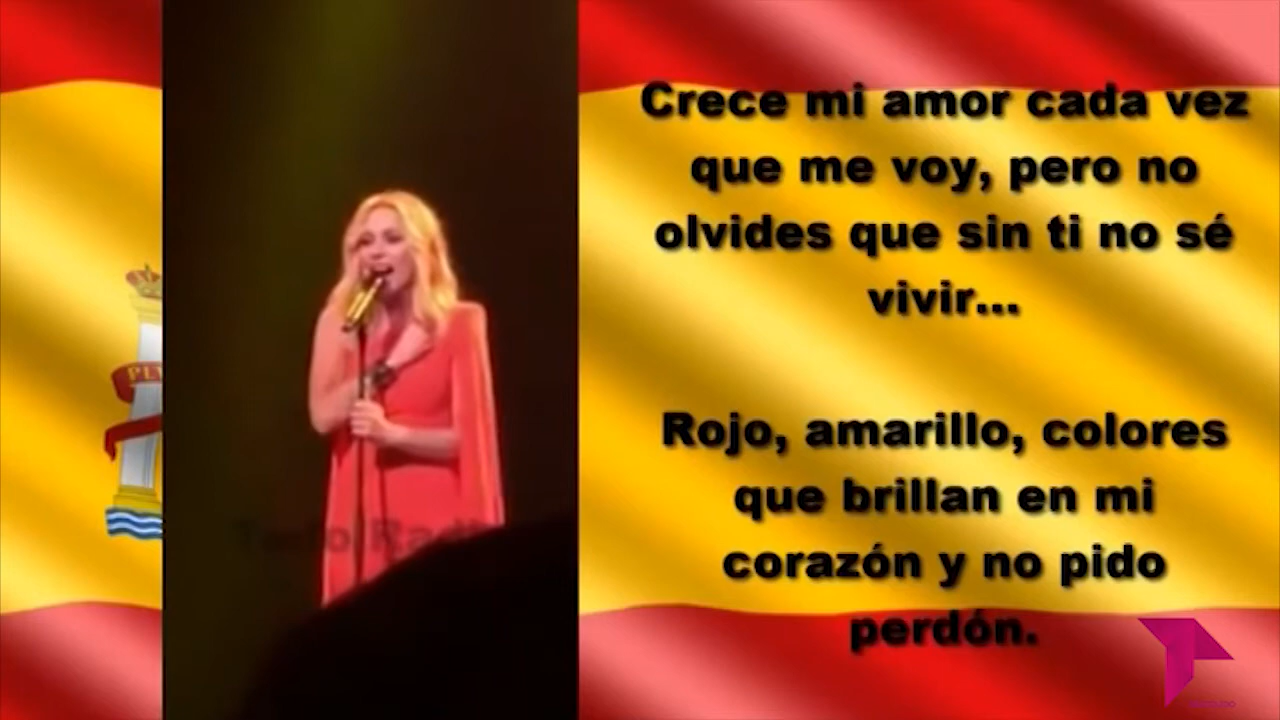 Crece mi amor cada vez
que me voy, pero no
olvides que sin ti no sé
vivir...
Rojo, amarillo, colores
que brillan en mi
corazón y no pido
perdón.